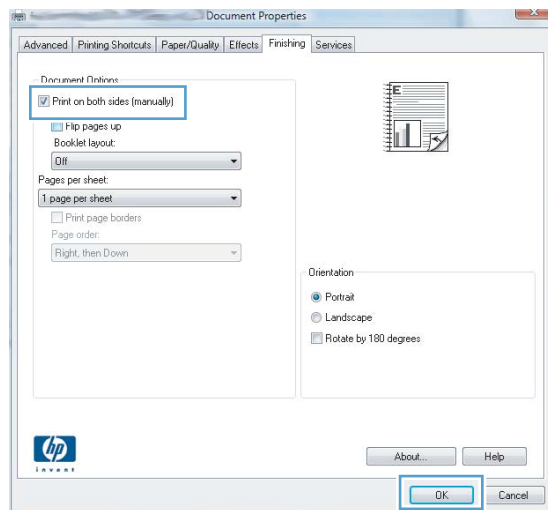 Document Properties
Advanced Printing Shortcuts Paper/Quality Effects Finishing Services
Document Options
Print on both sides (manually)
Flip pages up
Booklet layout:
Off
Pages per sheet:
1 page per sheet
Print page borders
Page order:
Right, then Down
E
Orientation
Portrait
Landscape
Rotate by 180 degrees
hp
invent
About... Help
OK Cancel